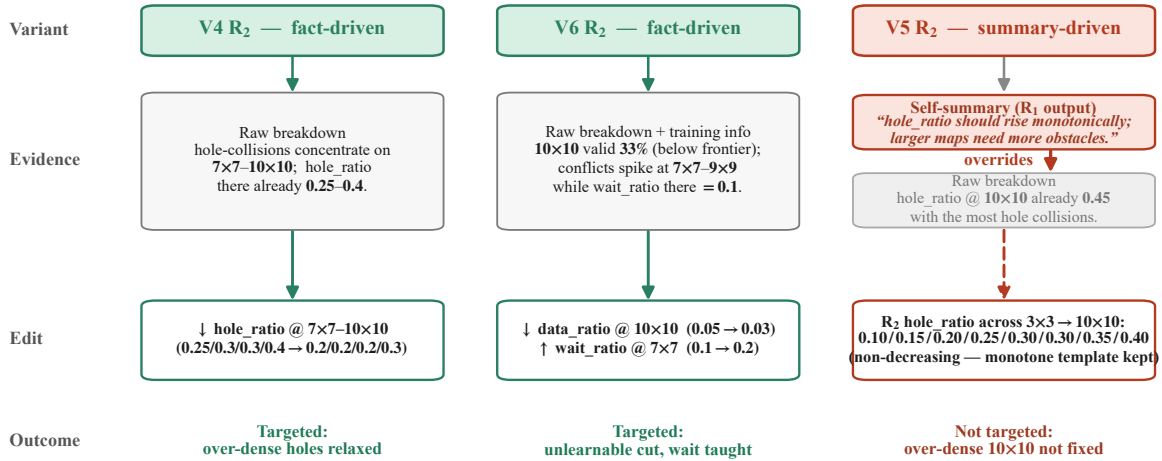 Variant
V4 R₂ — fact-driven
V6 R₂ — fact-driven
V5 R₂ — summary-driven
Evidence
Raw breakdown
hole-collisions concentrate on
7×7–10×10; hole_ratio
there already 0.25–0.4.
Raw breakdown + training info
10×10 valid 33% (below frontier);
conflicts spike at 7×7–9×9
while wait_ratio there = 0.1.
Self-summary (R₁ output)
“hole_ratio should rise monotonically;
larger maps need more obstacles.”
overrides
Raw breakdown
hole_ratio @ 10×10 already 0.45
with the most hole collisions.
Edit
↓ hole_ratio @ 7×7–10×10
(0.25/0.3/0.3/0.4 → 0.2/0.2/0.2/0.3)
↓ data_ratio @ 10×10 (0.05 → 0.03)
↑ wait_ratio @ 7×7 (0.1 → 0.2)
R₂ hole_ratio across 3×3 → 10×10:
0.10/0.15/0.20/0.25/0.30/0.30/0.35/0.40
(non-decreasing — monotone template kept)
Outcome
Targeted:
over-dense holes relaxed
Targeted:
unlearnable cut, wait taught
Not targeted:
over-dense 10×10 not fixed